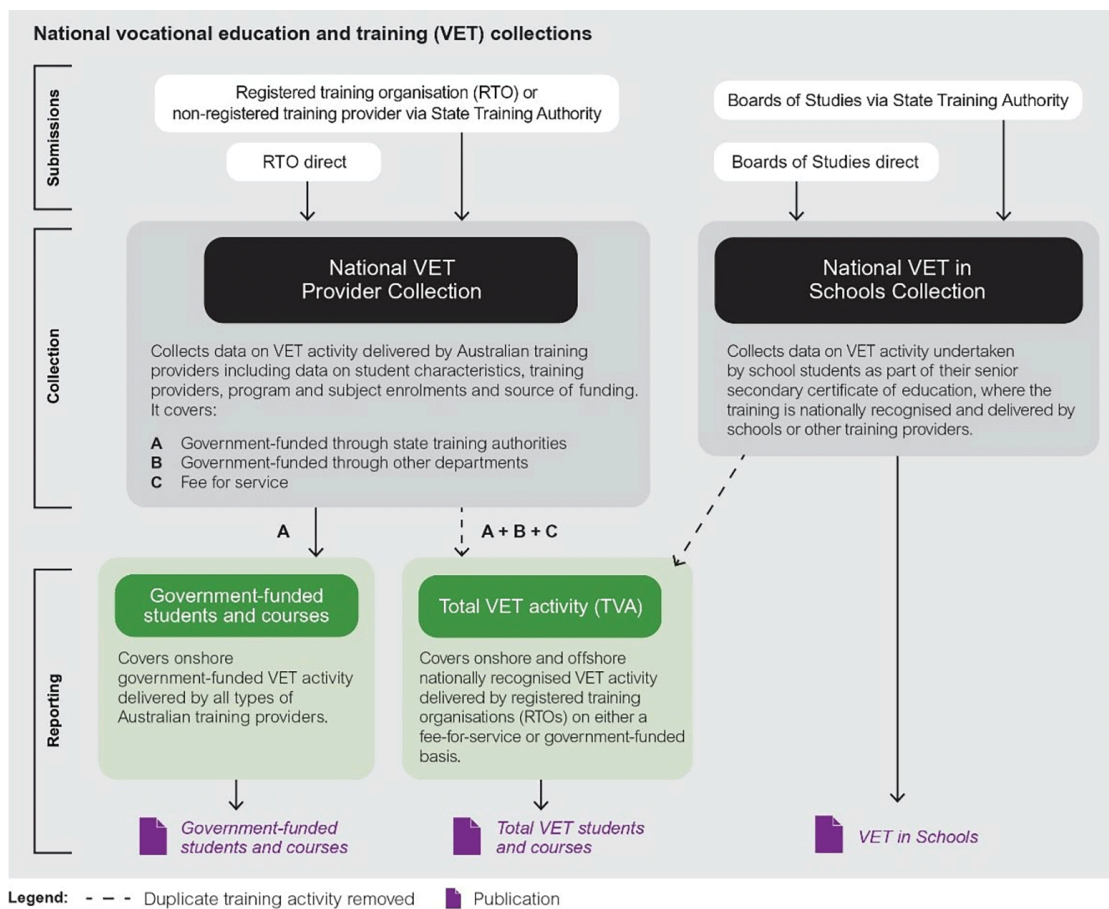 National vocational education and training (VET) collections
Submissions
Registered training organisation (RTO) or
non-registered training provider via State Training Authority
RTO direct
Boards of Studies via State Training Authority
Boards of Studies direct
Collection
National VET
Provider Collection
Collects data on VET activity delivered by Australian training
providers including data on student characteristics, training
providers, program and subject enrolments and source of funding.
It covers:
A Government-funded through state training authorities
B Government-funded through other departments
C Fee for service
National VET in
Schools Collection
Collects data on VET activity undertaken
by school students as part of their senior
secondary certificate of education, where the
training is nationally recognised and delivered by
schools or other training providers.
A
A + B + C
Reporting
Government-funded
students and courses
Covers onshore
government-funded VET activity
delivered by all types of
Australian training providers.
Total VET activity (TVA)
Covers onshore and offshore
nationally recognised VET activity
delivered by registered training
organisations (RTOs) on either a
fee-for-service or government-funded
basis.
Government-funded
students and courses
Total VET students
and courses
VET in Schools
Legend: - - - Duplicate training activity removed Publication